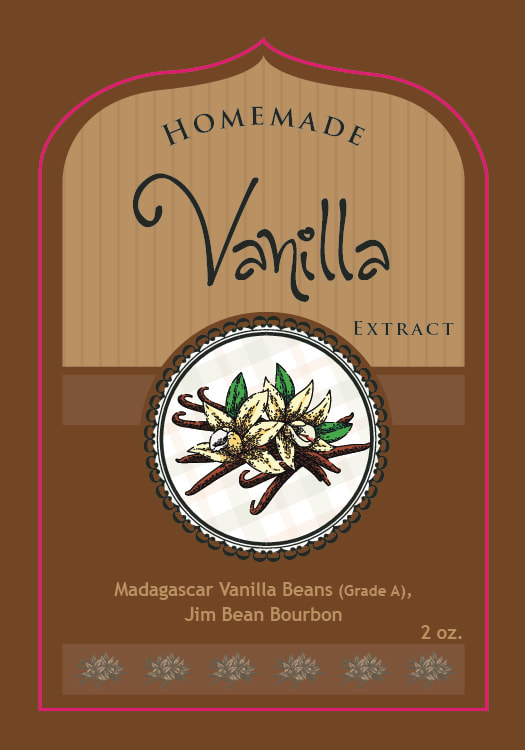 HOMEMADE
Vanilla
EXTRACT
Madagascar Vanilla Beans (Grade A),
Jim Bean Bourbon
2 oz.